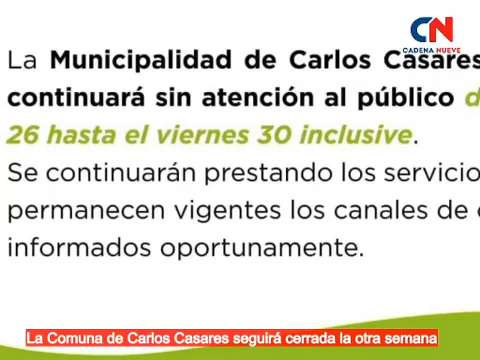 CN
CADENA NUEVE
La Municipalidad de Carlos Casares
continuará sin atención al público
26 hasta el viernes 30 inclusive.
Se continuarán prestando los servicio
permanecen vigentes los canales de
informados oportunamente.
La Comuna de Carlos Casares seguirá cerrada la otra semana